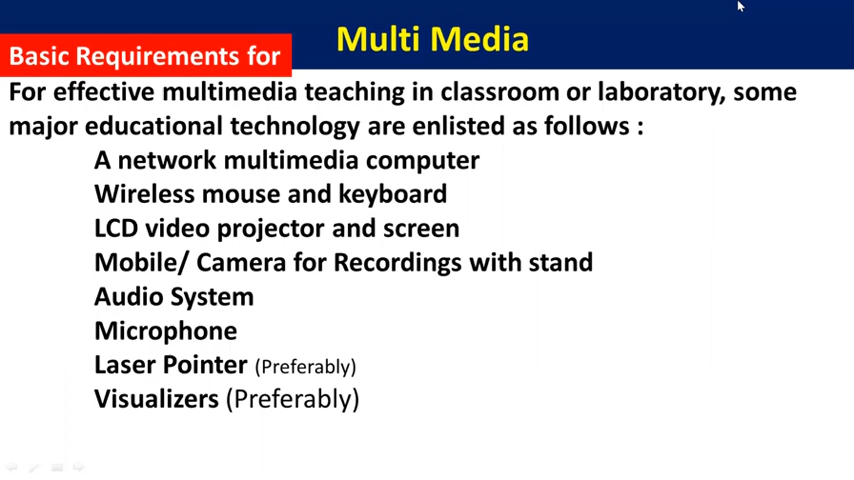 Multi Media
Basic Requirements for
For effective multimedia teaching in classroom or laboratory, some
major educational technology are enlisted as follows :
A network multimedia computer
Wireless mouse and keyboard
LCD video projector and screen
Mobile/ Camera for Recordings with stand
Audio System
Microphone
Laser Pointer (Preferably)
Visualizers (Preferably)